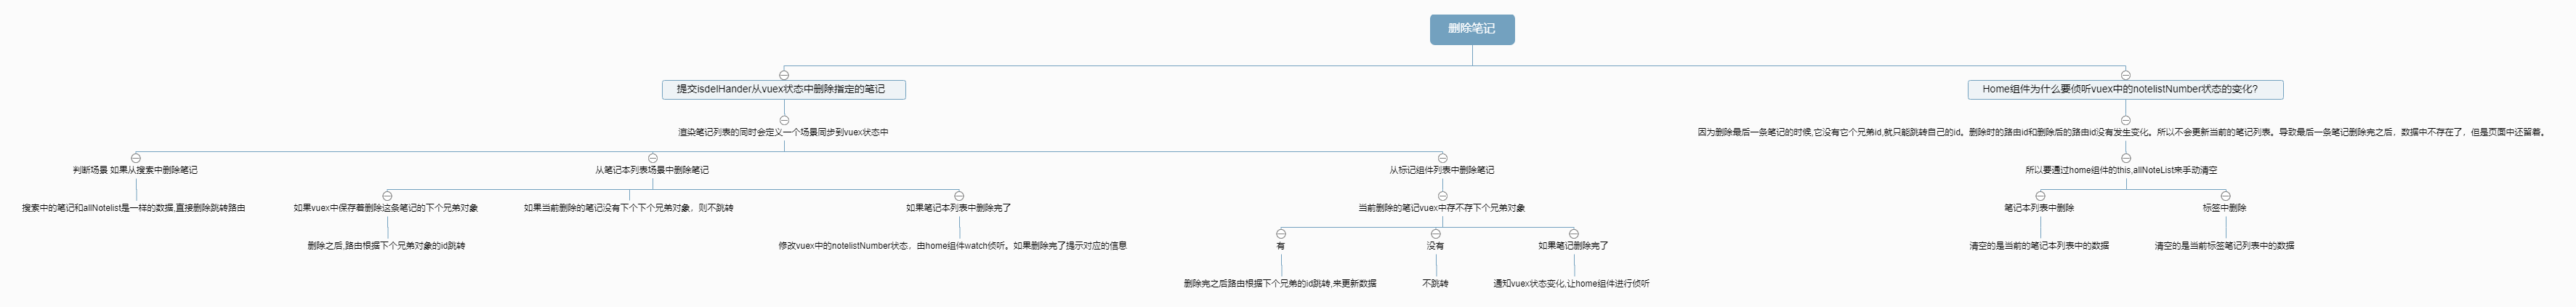 删除笔记
提交isdelHander从vuex状态中删除指定的笔记
Home组件为什么要侦听vuex中的notelistNumber状态的变化?
渲染笔记列表的同时会定义一个场景同步到vuex状态中
因为删除最后一条笔记的时候,它没有它个兄弟id,就只能跳转自己的id。删除时的路由id和删除后的路由id没有发生变化。所以不会更新当前的笔记列表。导致最后一条笔记删除完之后，数据中不存在了，但是页面中还留着。
判断场景 如果从搜索中删除笔记
从笔记本列表场景中删除笔记
从标记组件列表中删除笔记
所以要通过home组件的this,allNoteList来手动清空
搜索中的笔记和allNotelist是一样的数据,直接删除跳转路由
如果vuex中保存着删除这条笔记的下个兄弟对象
如果当前删除的笔记没有下个下个兄弟对象，则不跳转
如果笔记本列表中删除完了
当前删除的笔记vuex中存不存下个兄弟对象
笔记本列表中删除
标签中删除
删除之后,路由根据下个兄弟对象的id跳转
修改vuex中的notelistNumber状态，由home组件watch侦听。如果删除完了提示对应的信息
有
没有
如果笔记删除完了
清空的是当前的笔记本列表中的数据
清空的是当前标签笔记列表中的数据
删除完之后路由根据下个兄弟的id跳转,来更新数据
不跳转
通知vuex状态变化,让home组件进行侦听